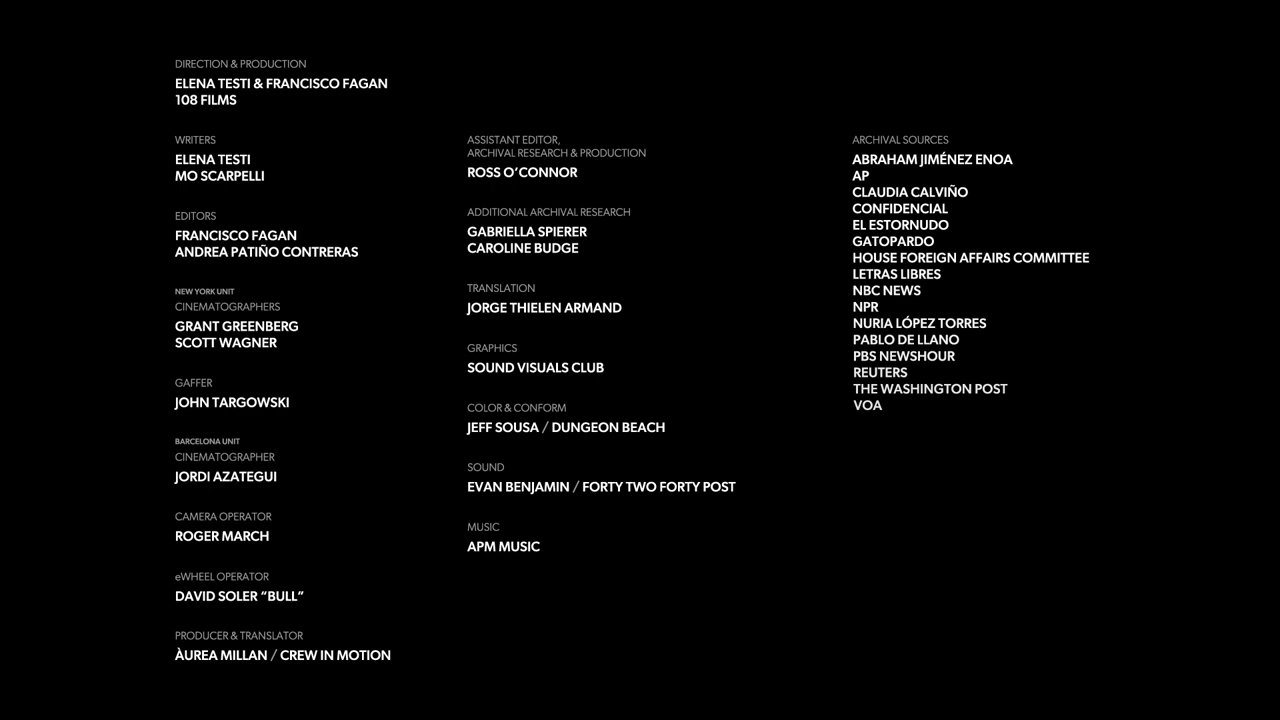 DIRECTION & PRODUCTION
ELENA TESTI & FRANCISCO FAGAN
108 FILMS
WRITERS
ELENA TESTI
MO SCARPELLI
EDITORS
FRANCISCO FAGAN
ANDREA PATIÑO CONTRERAS
NEW YORK UNIT
CINEMATOGRAPHERS
GRANT GREENBERG
SCOTT WAGNER
GAFFER
JOHN TARGOWSKI
BARCELONA UNIT
CINEMATOGRAPHER
JORDI AZATEGUI
CAMERA OPERATOR
ROGER MARCH
eWHEEL OPERATOR
DAVID SOLER “BULL”
PRODUCER & TRANSLATOR
ÀUREA MILLAN / CREW IN MOTION
ASSISTANT EDITOR,
ARCHIVAL RESEARCH & PRODUCTION
ROSS O’CONNOR
ADDITIONAL ARCHIVAL RESEARCH
GABRIELLA SPIERER
CAROLINE BUDGE
TRANSLATION
JORGE THIELEN ARMAND
GRAPHICS
SOUND VISUALS CLUB
COLOR & CONFORM
JEFF SOUSA / DUNGEON BEACH
SOUND
EVAN BENJAMIN / FORTY TWO FORTY POST
MUSIC
APM MUSIC
ARCHIVAL SOURCES
ABRAHAM JIMÉNEZ ENOA
AP
CLAUDIA CALVIÑO
CONFIDENCIAL
EL ESTORNUDO
GATOPARDO
HOUSE FOREIGN AFFAIRS COMMITTEE
LETRAS LIBRES
NBC NEWS
NPR
NURIA LÓPEZ TORRES
PABLO DE LLANO
PBS NEWSHOUR
REUTERS
THE WASHINGTON POST
VOA